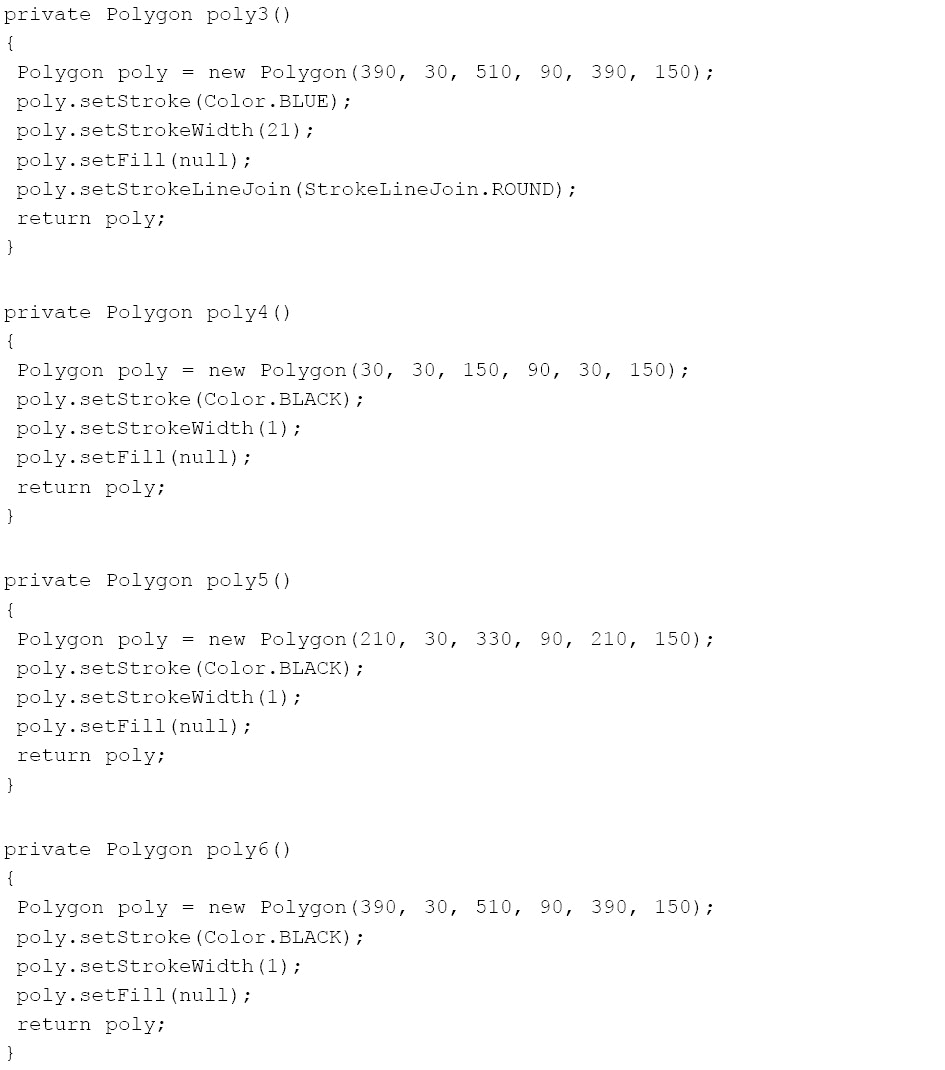 private Polygon poly3()
{
 Polygon poly = new Polygon(390, 30, 510, 90, 390, 150);
 poly.setStroke(Color.BLUE);
 poly.setStrokeWidth(21);
 poly.setFill(null);
 poly.setStrokeLineJoin(StrokeLineJoin.ROUND);
 return poly;
}

private Polygon poly4()
{
 Polygon poly = new Polygon(30, 30, 150, 90, 30, 150);
 poly.setStroke(Color.BLACK);
 poly.setStrokeWidth(1);
 poly.setFill(null);
 return poly;
}

private Polygon poly5()
{
 Polygon poly = new Polygon(210, 30, 330, 90, 210, 150);
 poly.setStroke(Color.BLACK);
 poly.setStrokeWidth(1);
 poly.setFill(null);
 return poly;
}

private Polygon poly6()
{
 Polygon poly = new Polygon(390, 30, 510, 90, 390, 150);
 poly.setStroke(Color.BLACK);
 poly.setStrokeWidth(1);
 poly.setFill(null);
 return poly;
}